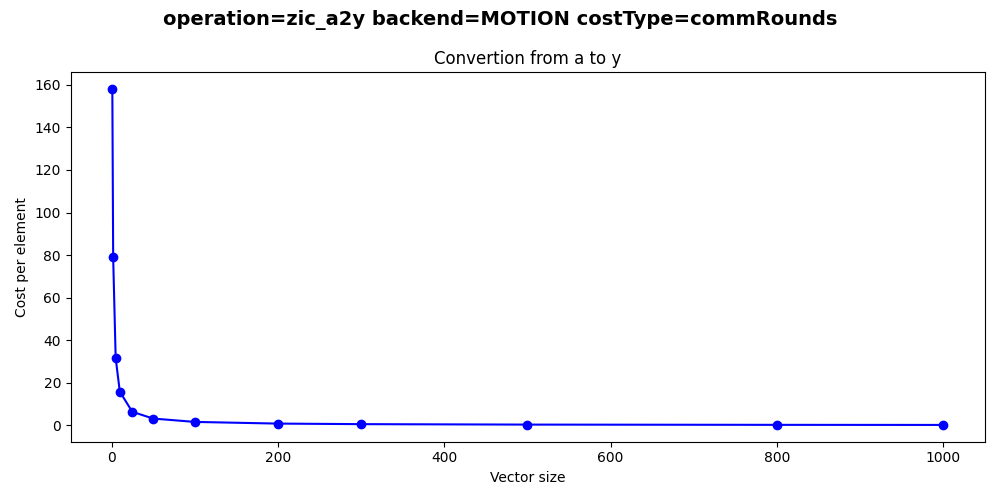 operation=zic_a2y backend=MOTION costType=commRounds
Convertion from a to y
160
140
120
100
80
60
40
20
0
Cost per element
0 200 400 600 800 1000
Vector size